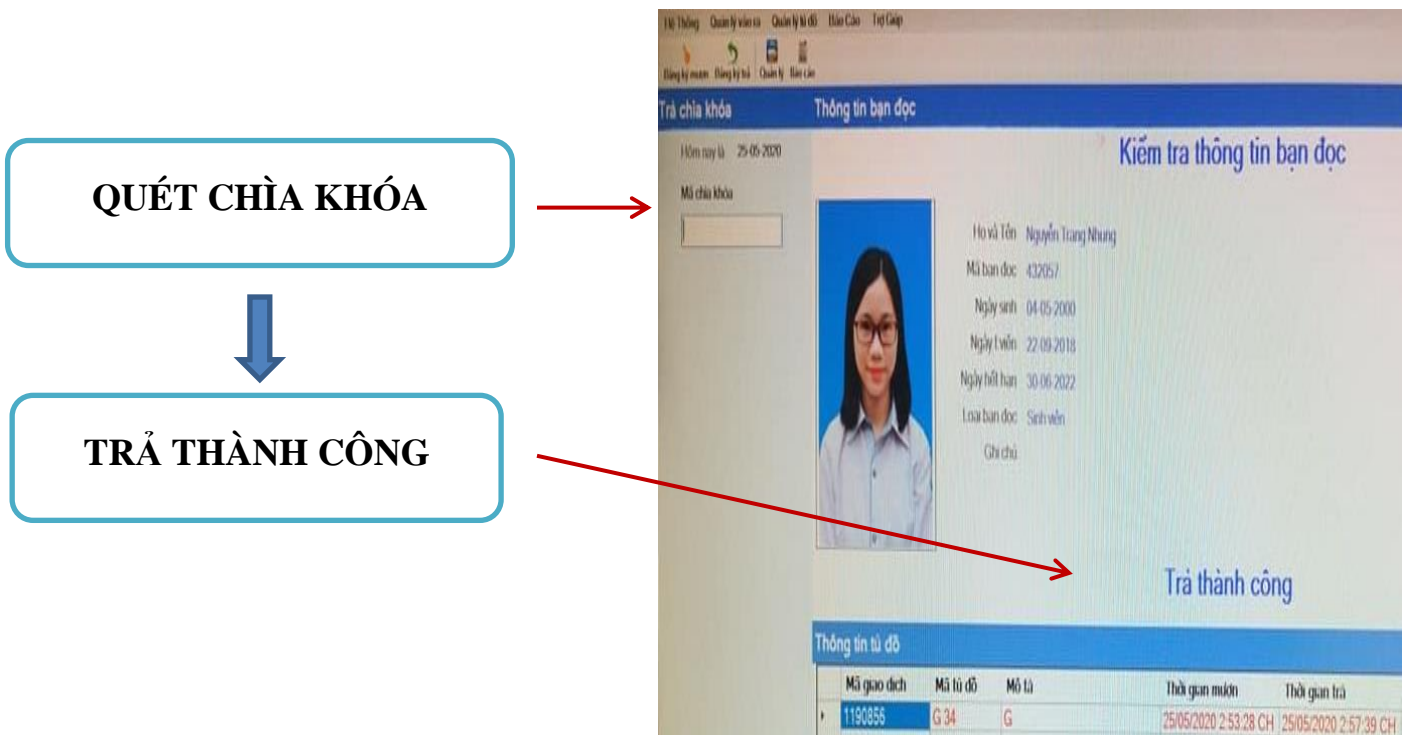 QUÉT CHÌA KHÓA
TRẢ THÀNH CÔNG
Hệ Thống Quản lý vào ra Quản lý tủ đồ Báo Cáo Trợ Giúp
Đăng ký mượn Đăng ký trả Quản lý Báo cáo
Trả chìa khóa Thông tin bạn đọc
Hôm nay là 25-05-2020
Kiểm tra thông tin bạn đọc
Mã chìa khóa
Họ và Tên Nguyễn Trang Nhung
Mã bạn đọc 432057
Ngày sinh 04-05-2000
Ngày t.viên 22-09-2018
Ngày hết hạn 30-06-2022
Loại bạn đọc Sinh viên
Ghi chú
Trả thành công
Thông tin tủ đồ
Mã giao dịch Mã tủ đồ Mô tả Thời gian mượn Thời gian trả
1190856 G 34 G 25/05/2020 2:53:28 CH 25/05/2020 2:57:39 CH